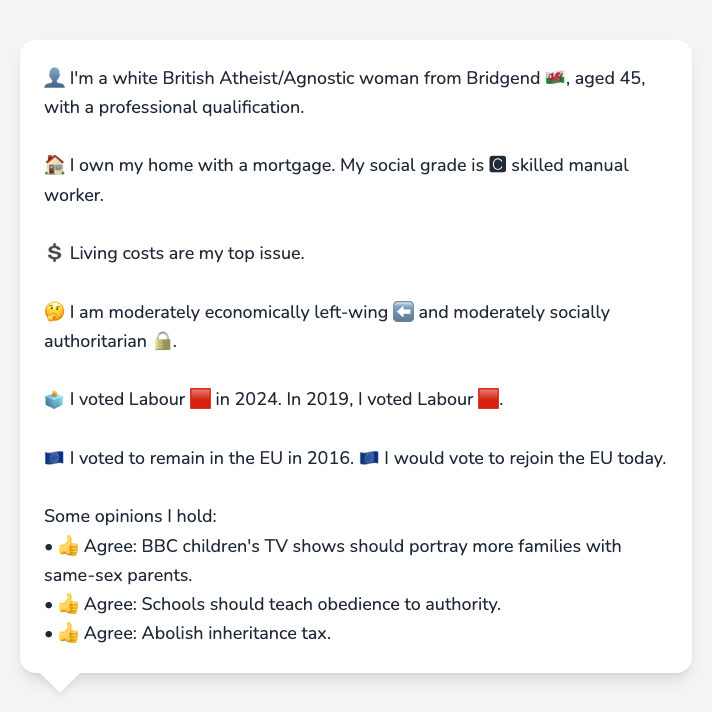 👤 I'm a white British Atheist/Agnostic woman from Bridgend 🏴󠁧󠁢󠁷󠁬󠁳󠁿, aged 45,
with a professional qualification.
🏠 I own my home with a mortgage. My social grade is 🅲 skilled manual
worker.
💲 Living costs are my top issue.
🤔 I am moderately economically left-wing ⬅️ and moderately socially
authoritarian 🔒.
🗳️ I voted Labour 🟥 in 2024. In 2019, I voted Labour 🟥.
🇪🇺 I voted to remain in the EU in 2016. 🇪🇺 I would vote to rejoin the EU today.
Some opinions I hold:
• 👍 Agree: BBC children's TV shows should portray more families with
same-sex parents.
• 👍 Agree: Schools should teach obedience to authority.
• 👍 Agree: Abolish inheritance tax.